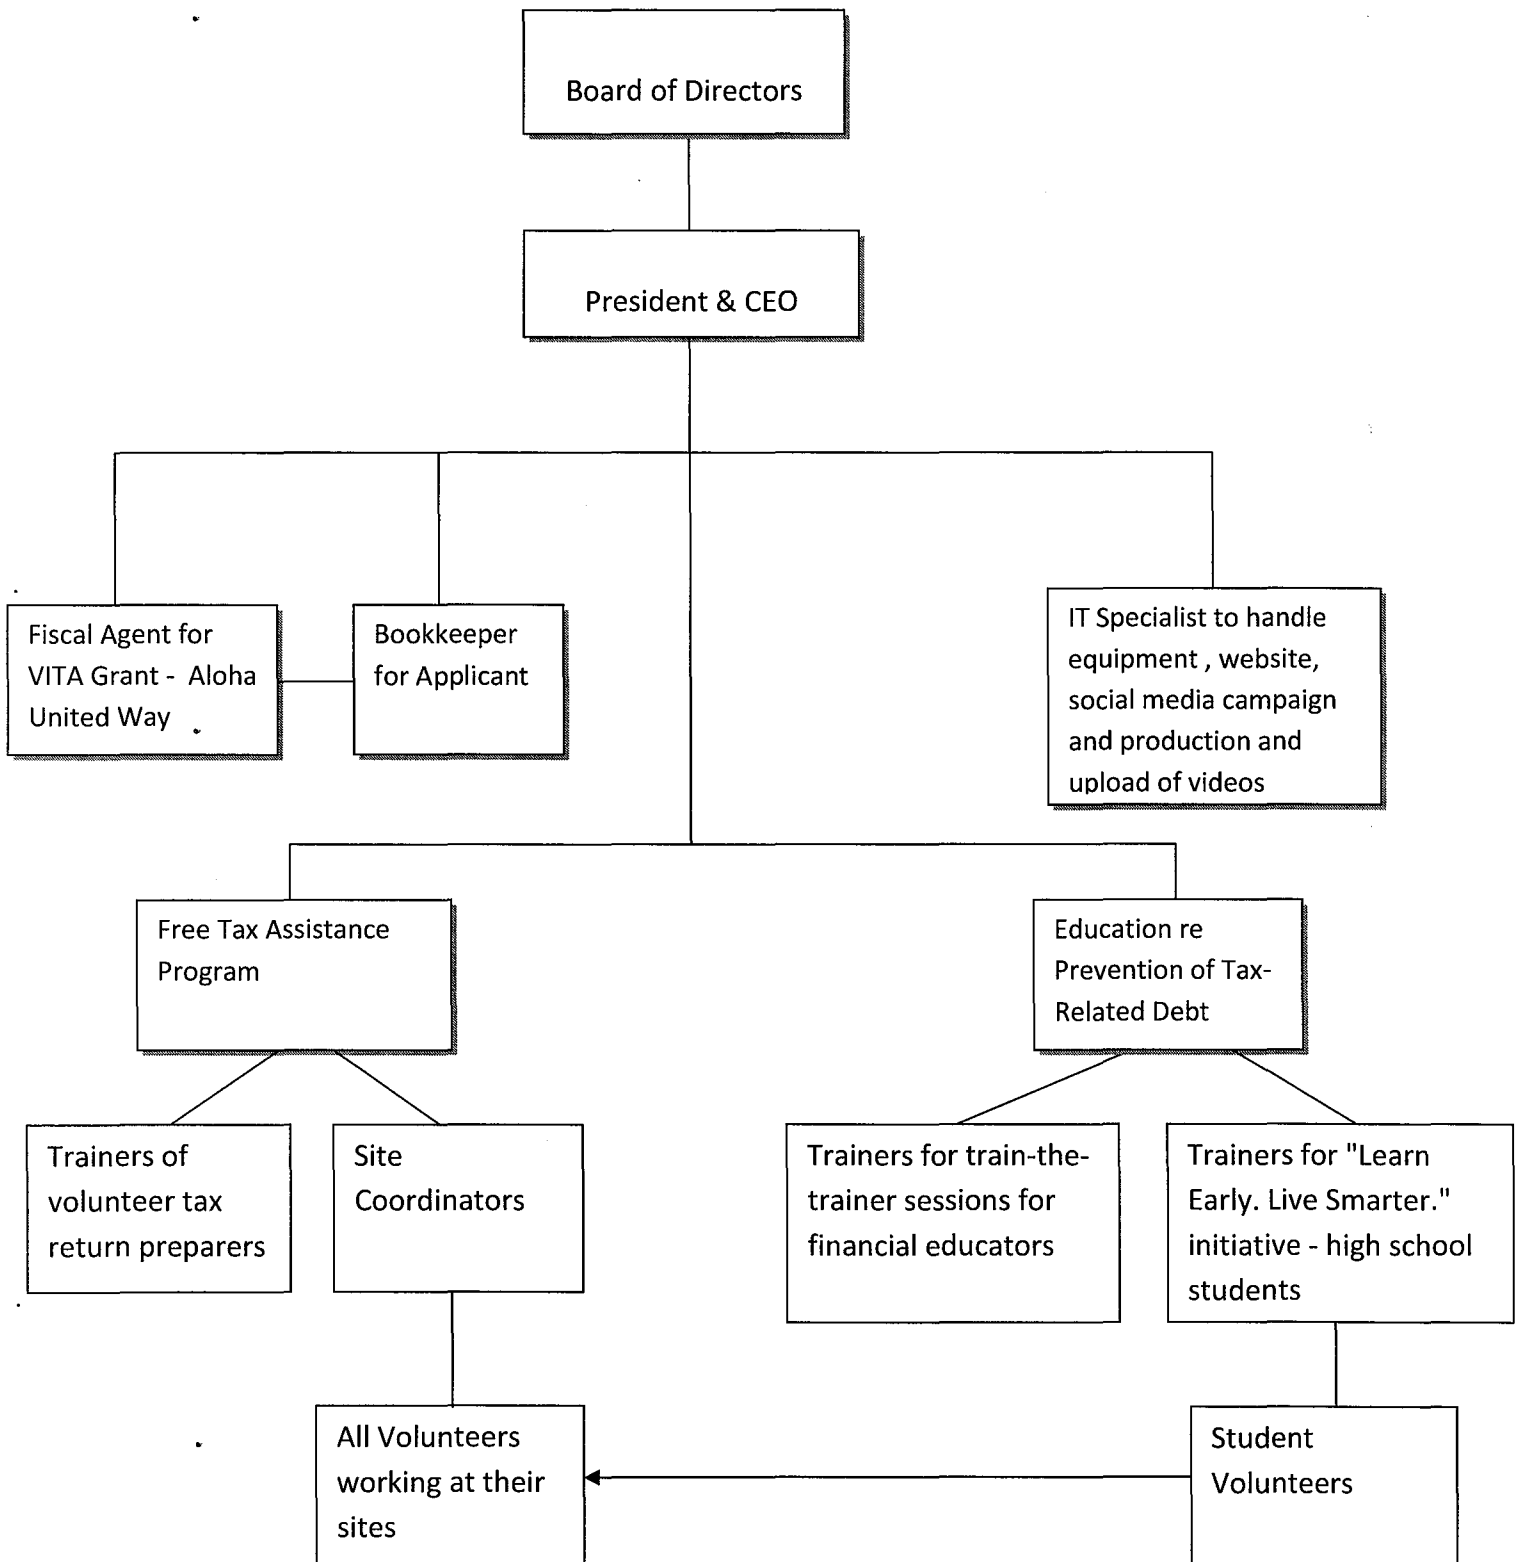 Board of Directors
President & CEO
Fiscal Agent for
VITA Grant - Aloha
United Way
Bookkeeper
for Applicant
IT Specialist to handle
equipment , website,
social media campaign
and production and
upload of videos
Free Tax Assistance
Program
Education re
Prevention of Tax-
Related Debt
Trainers of
volunteer tax
return preparers
Site
Coordinators
Trainers for train-the-
trainer sessions for
financial educators
Trainers for "Learn
Early. Live Smarter."
initiative - high school
students
All Volunteers
working at their
sites
Student
Volunteers